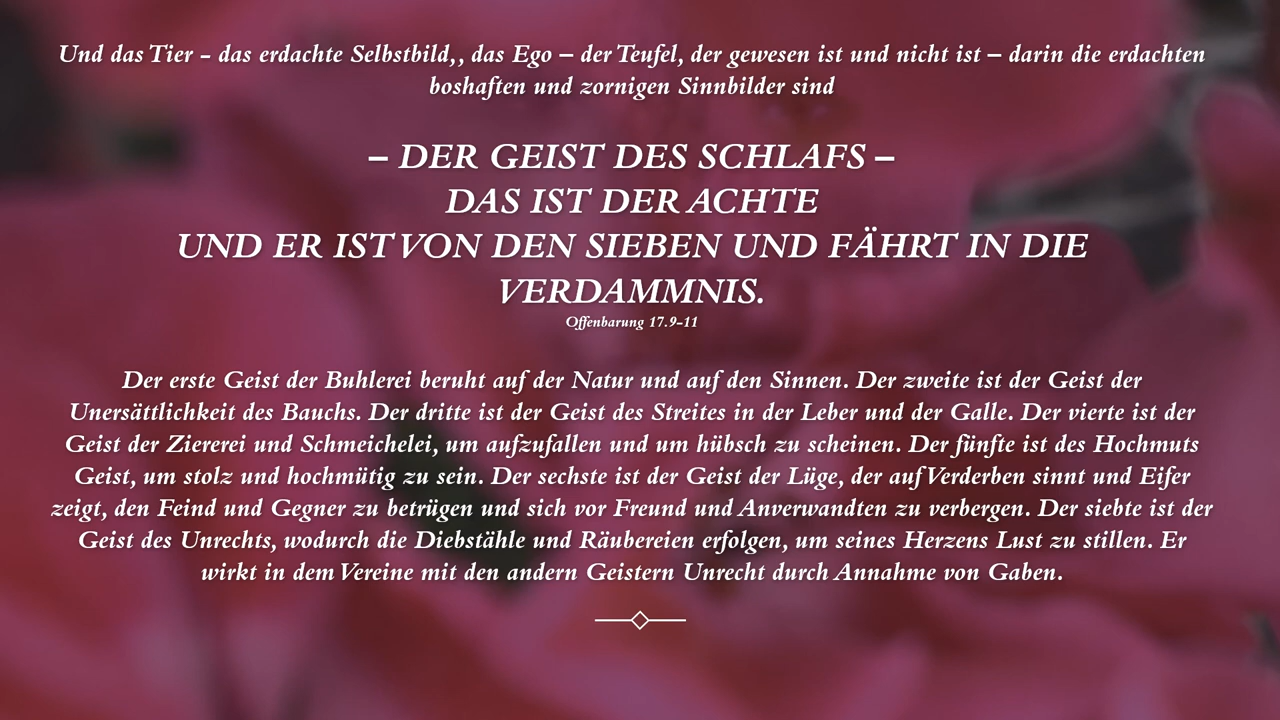 Und das Tier – das erdachte Selbstbild,, das Ego – der Teufel, der gewesen ist und nicht ist – darin die erdachten
boshaften und zornigen Sinnbilder sind
– DER GEIST DES SCHLAFS –
DAS IST DER ACHTE
UND ER IST VON DEN SIEBEN UND FÄHRT IN DIE
VERDAMMNIS.
Offenbarung 17.9-11
Der erste Geist der Buhlerei beruht auf der Natur und auf den Sinnen. Der zweite ist der Geist der
Unersättlichkeit des Bauchs. Der dritte ist der Geist des Streites in der Leber und der Galle. Der vierte ist der
Geist der Ziererei und Schmeichelei, um aufzufallen und um hübsch zu scheinen. Der fünfte ist des Hochmuts
Geist, um stolz und hochmütig zu sein. Der sechste ist der Geist der Lüge, der auf Verderben sinnt und Eifer
zeigt, den Feind und Gegner zu betrügen und sich vor Freund und Anverwandten zu verbergen. Der siebte ist der
Geist des Unrechts, wodurch die Diebstähle und Räubereien erfolgen, um seines Herzens Lust zu stillen. Er
wirkt in dem Vereine mit den andern Geistern Unrecht durch Annahme von Gaben.